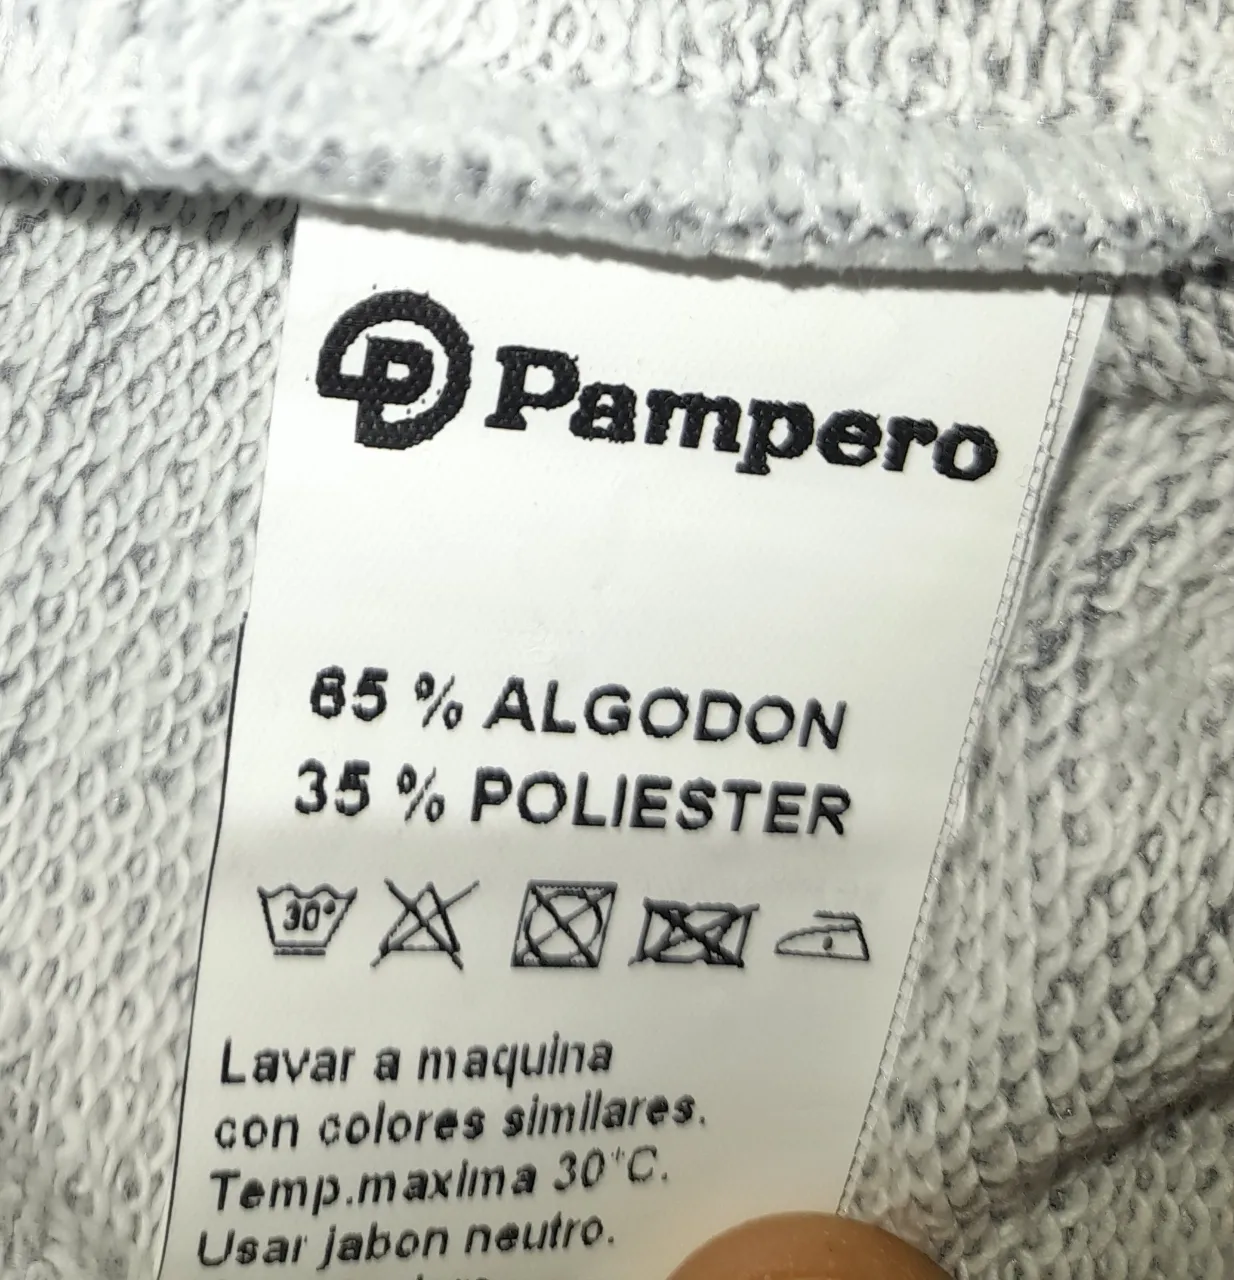 Pampero
65 % ALGODON
35 % POLIESTER
30°
Lavar a maquina
con colores similares.
Temp.maxima 30°C.
Usar jabon neutro.